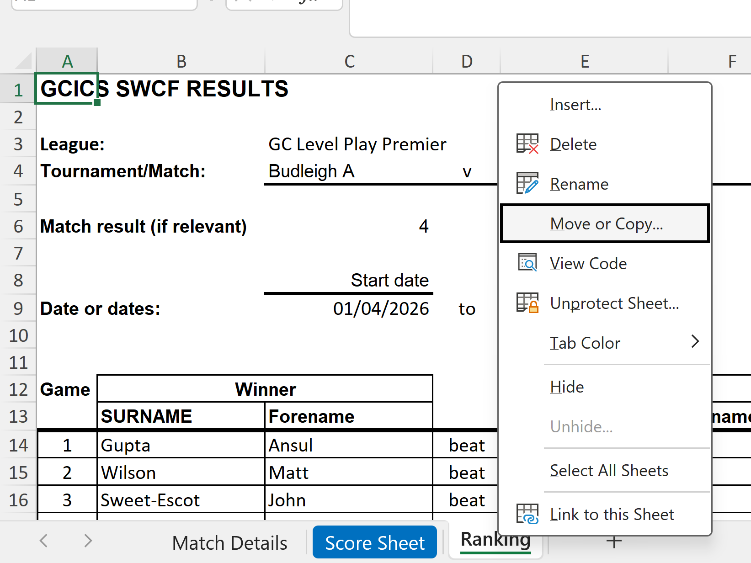 A B C D E F
1 GCICS SWCF RESULTS
2
3 League: GC Level Play Premier
4 Tournament/Match: Budleigh A v
5
6 Match result (if relevant) 4
7
8 Start date
9 Date or dates: 01/04/2026 to
10
11
12 Game Winner
13 SURNAME Forename
14 1 Gupta Ansul beat
15 2 Wilson Matt beat
16 3 Sweet-Escot John beat
Insert...
Delete
Rename
Move or Copy...
View Code
Unprotect Sheet...
Tab Color
Hide
Unhide...
Select All Sheets
Link to this Sheet
Match Details Score Sheet Ranking